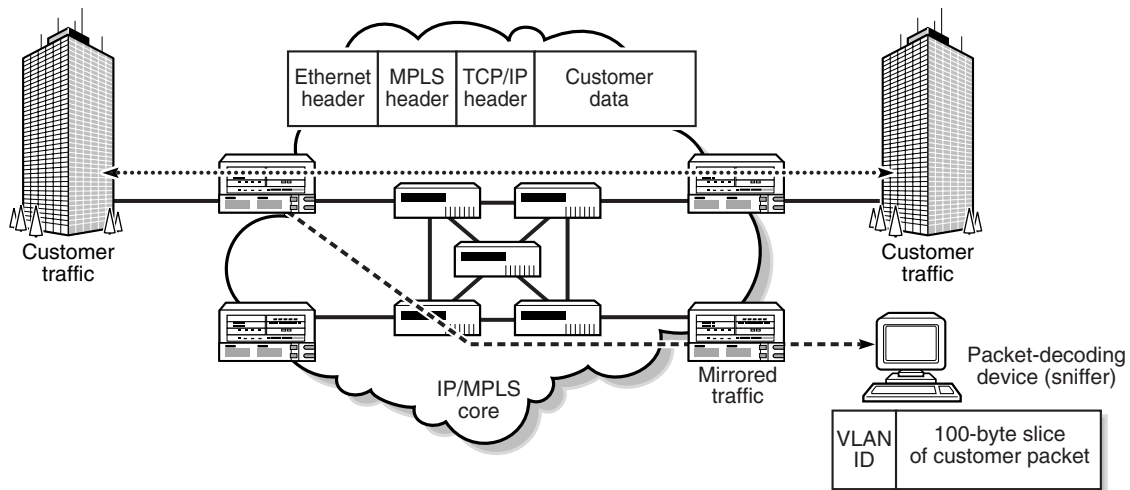 Ethernet
header
MPLS
header
TCP/IP
header
Customer
data
Customer
traffic
Customer
traffic
IP/MPLS
core
Mirrored
traffic
Packet-decoding
device (sniffer)
VLAN
ID
100-byte slice
of customer packet